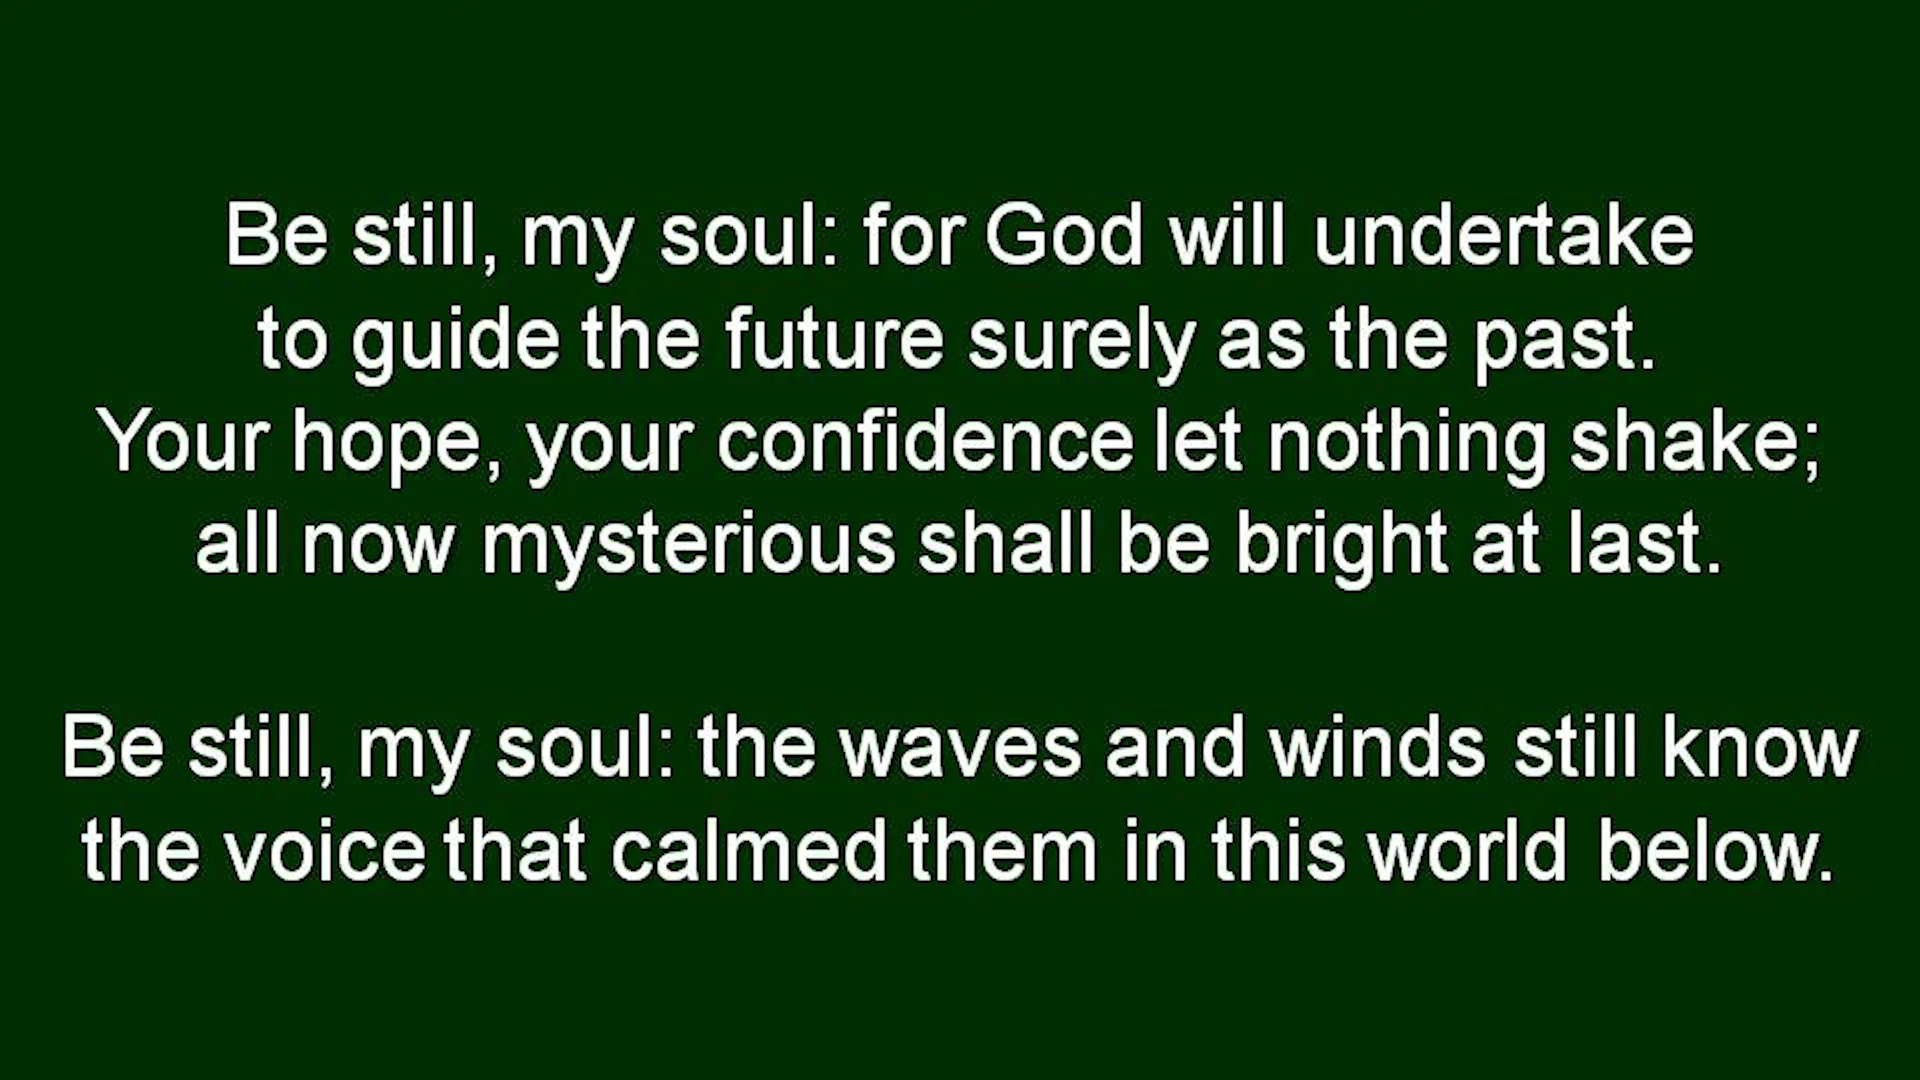 Be still, my soul: for God will undertake
to guide the future surely as the past.
Your hope, your confidence let nothing shake;
all now mysterious shall be bright at last.
Be still, my soul: the waves and winds still know
the voice that calmed them in this world below.